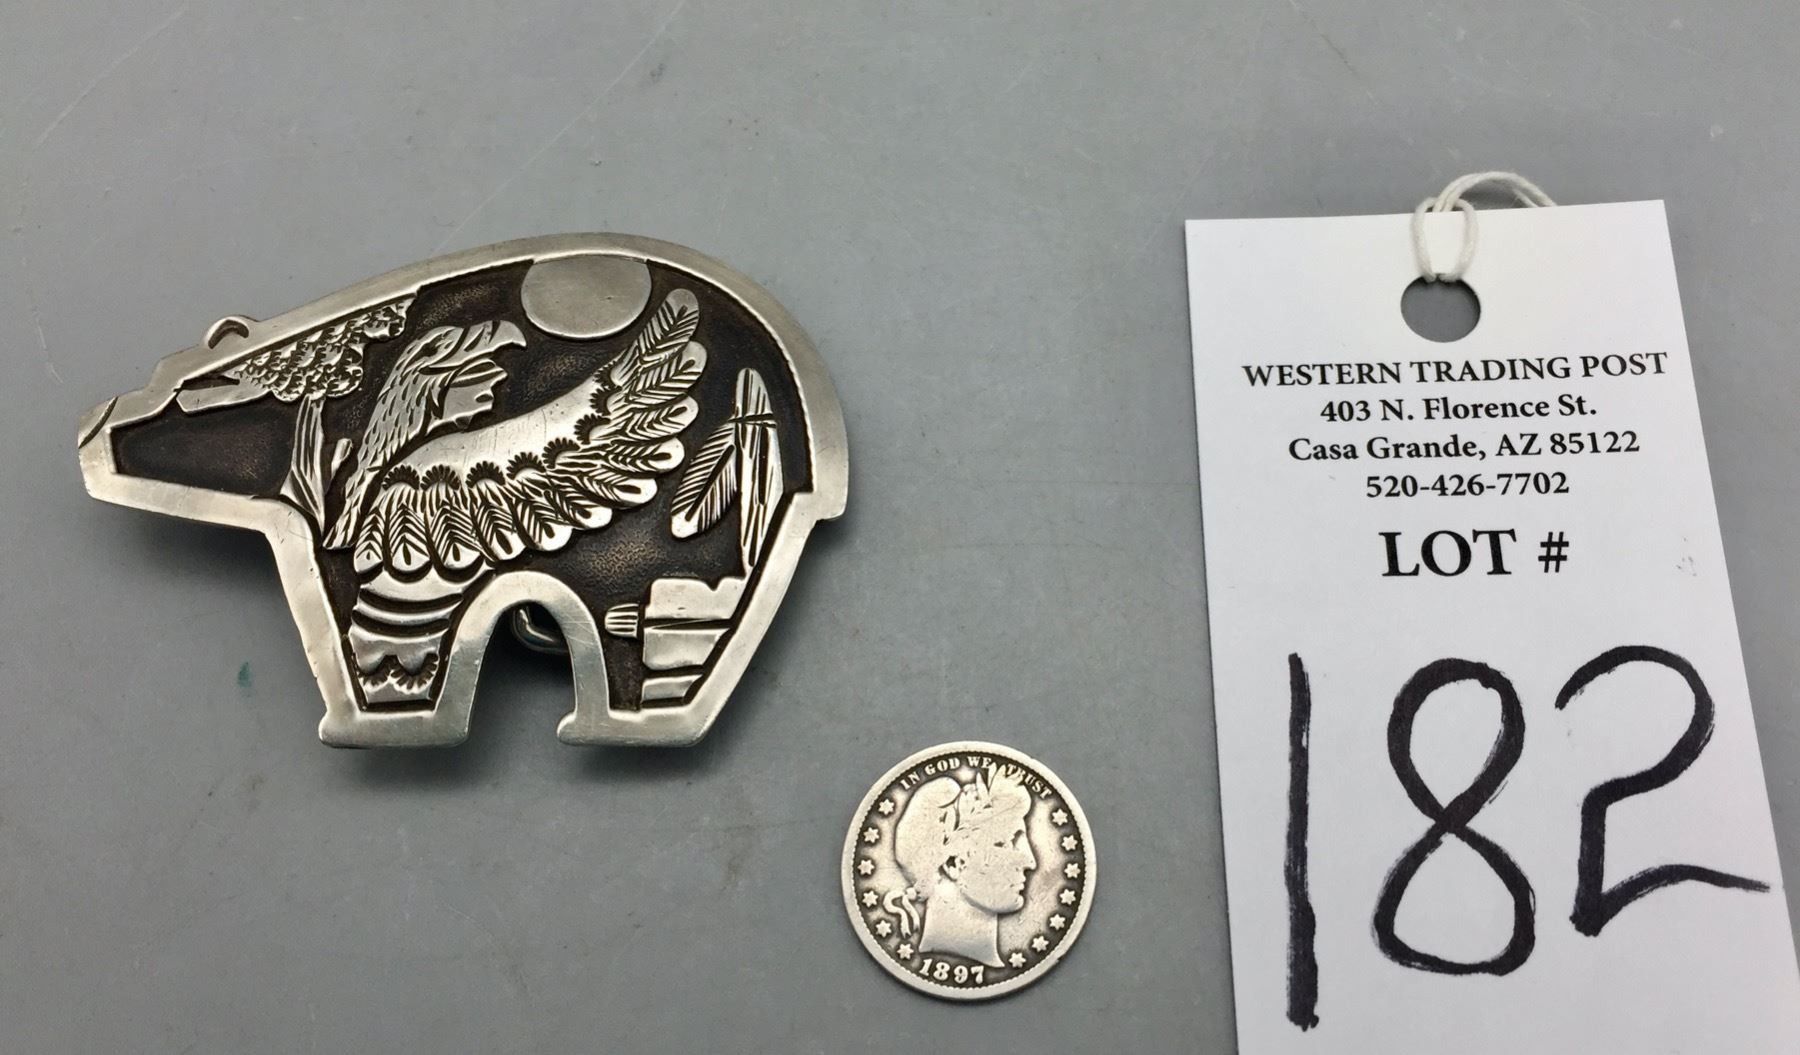 WESTERN TRADING POST
403 N. Florence St.
Casa Grande, AZ 85122
520-426-7702
LOT #
182
IN GOD WE TRUST
1897